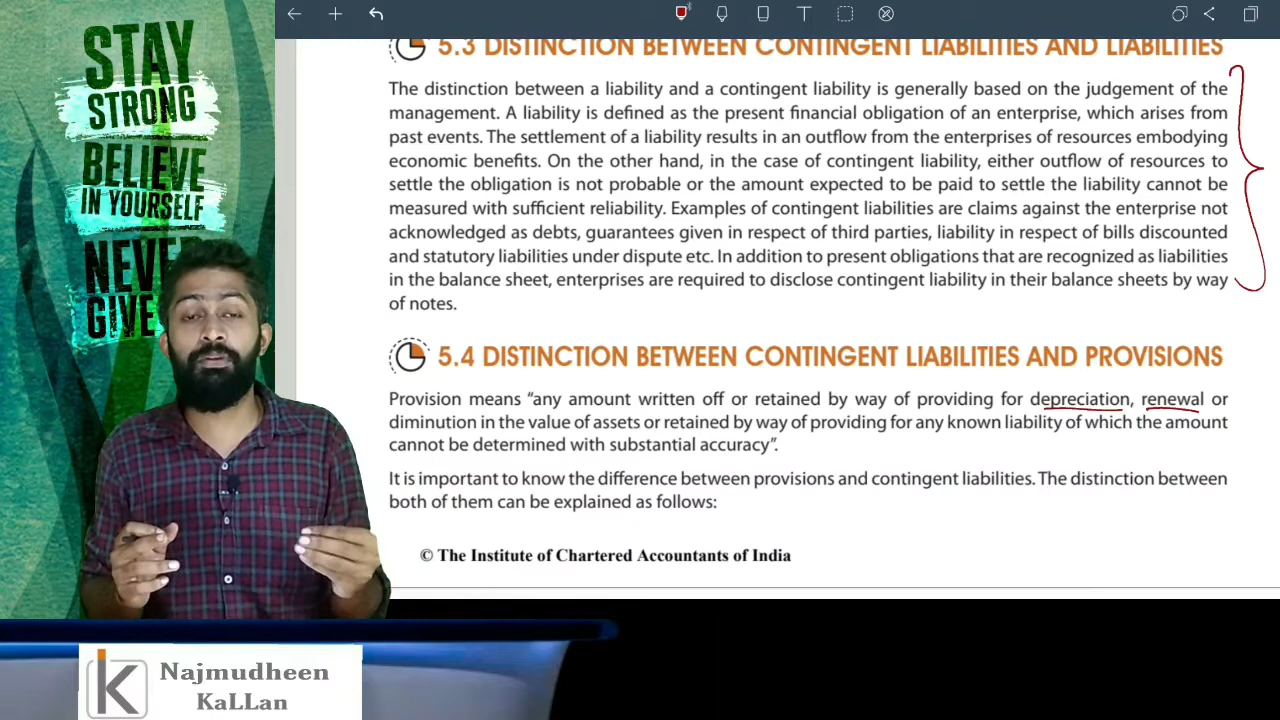 STAY
STRONG
BELIEVE
IN YOURSELF
NEVE
GIVE
5.3 DISTINCTION BETWEEN CONTINGENT LIABILITIES AND LIABILITIES
The distinction between a liability and a contingent liability is generally based on the judgement of the
management. A liability is defined as the present financial obligation of an enterprise, which arises from
past events. The settlement of a liability results in an outflow from the enterprises of resources embodying
economic benefits. On the other hand, in the case of contingent liability, either outflow of resources to
settle the obligation is not probable or the amount expected to be paid to settle the liability cannot be
measured with sufficient reliability. Examples of contingent liabilities are claims against the enterprise not
acknowledged as debts, guarantees given in respect of third parties, liability in respect of bills discounted
and statutory liabilities under dispute etc. In addition to present obligations that are recognized as liabilities
in the balance sheet, enterprises are required to disclose contingent liability in their balance sheets by way
of notes.
5.4 DISTINCTION BETWEEN CONTINGENT LIABILITIES AND PROVISIONS
Provision means “any amount written off or retained by way of providing for depreciation, renewal or
diminution in the value of assets or retained by way of providing for any known liability of which the amount
cannot be determined with substantial accuracy”.
It is important to know the difference between provisions and contingent liabilities. The distinction between
both of them can be explained as follows:
© The Institute of Chartered Accountants of India
k Najmudheen
KaLLan